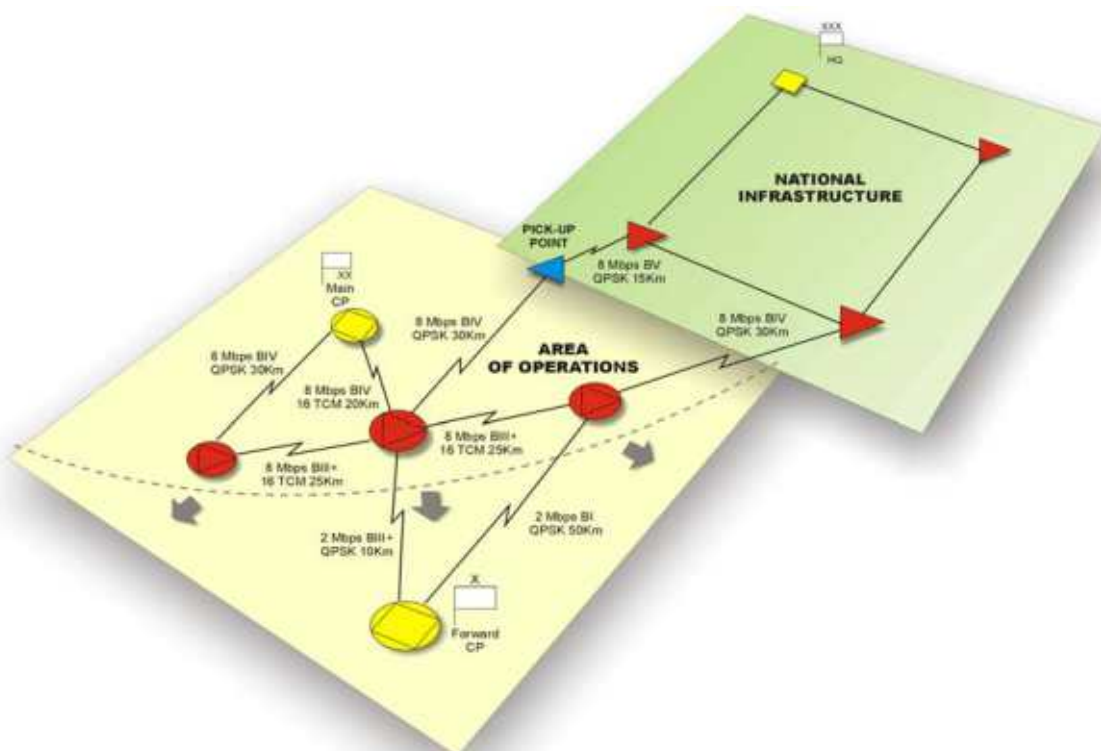 XXX
HQ
NATIONAL
INFRASTRUCTURE
PICK-UP
POINT
8 Mbps BV
QPSK 15Km
XX
Main
CP
8 Mbps BIV
QPSK 30Km
8 Mbps BIV
QPSK 30Km
AREA
OF OPERATIONS
8 Mbps BIV
QPSK 30Km
8 Mbps BIV
16 TCM 20Km
8 Mbps BIII+
16 TCM 25Km
8 Mbps BIII+
16 TCM 25Km
2 Mbps BIII+
QPSK 10Km
2 Mbps BI
QPSK 50Km
X
Forward
CP